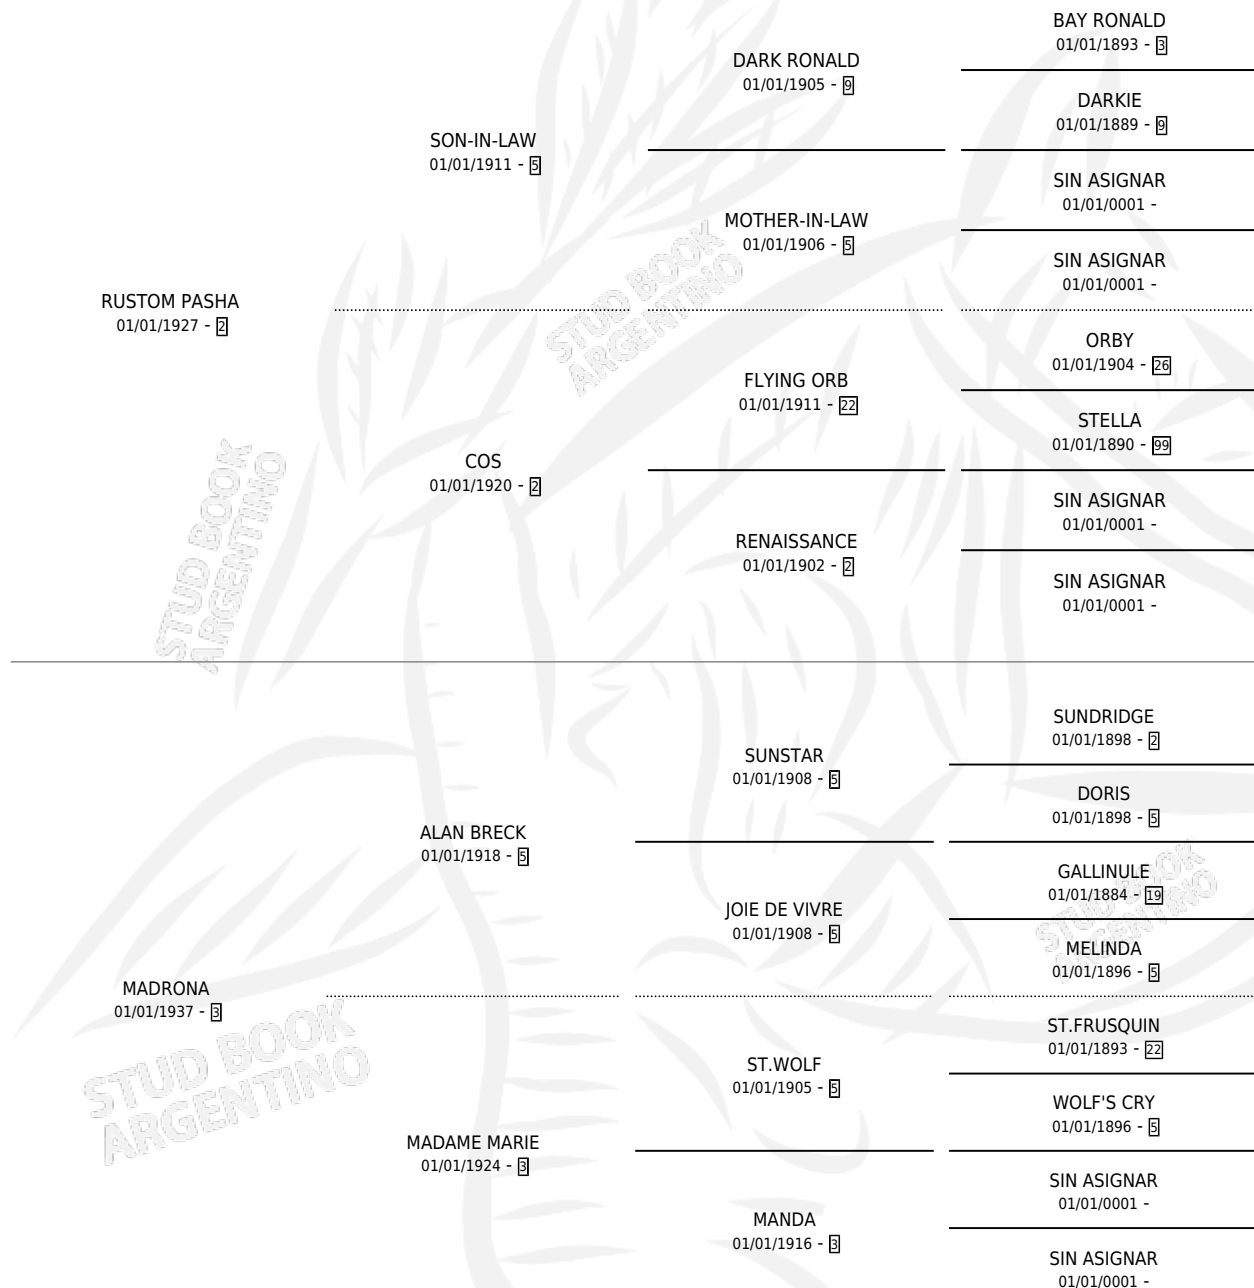 BAY RONALD
01/01/1893 - 3
DARK RONALD
01/01/1905 - 9
DARKIE
01/01/1889 - 9
SON-IN-LAW
01/01/1911 - 5
SIN ASIGNAR
01/01/0001 -
MOTHER-IN-LAW
01/01/1906 - 5
SIN ASIGNAR
01/01/0001 -
RUSTOM PASHA
01/01/1927 - 2
ORBY
01/01/1904 - 26
FLYING ORB
01/01/1911 - 22
STELLA
01/01/1890 - 99
COS
01/01/1920 - 2
SIN ASIGNAR
01/01/0001 -
RENAISSANCE
01/01/1902 - 2
SIN ASIGNAR
01/01/0001 -
SUNDRIDGE
01/01/1898 - 2
SUNSTAR
01/01/1908 - 5
DORIS
01/01/1898 - 5
ALAN BRECK
01/01/1918 - 5
GALLINULE
01/01/1884 - 19
JOIE DE VIVRE
01/01/1908 - 5
MELINDA
01/01/1896 - 5
MADRONA
01/01/1937 - 3
ST.FRUSQUIN
01/01/1893 - 22
ST.WOLF
01/01/1905 - 5
WOLF'S CRY
01/01/1896 - 5
MADAME MARIE
01/01/1924 - 3
SIN ASIGNAR
01/01/0001 -
MANDA
01/01/1916 - 3
SIN ASIGNAR
01/01/0001 -
STUD BOOK
ARGENTINO
STUD BOOK
ARGENTINO
STUD BOOK
ARGENTINO
STUD BOOK
ARGENTINO